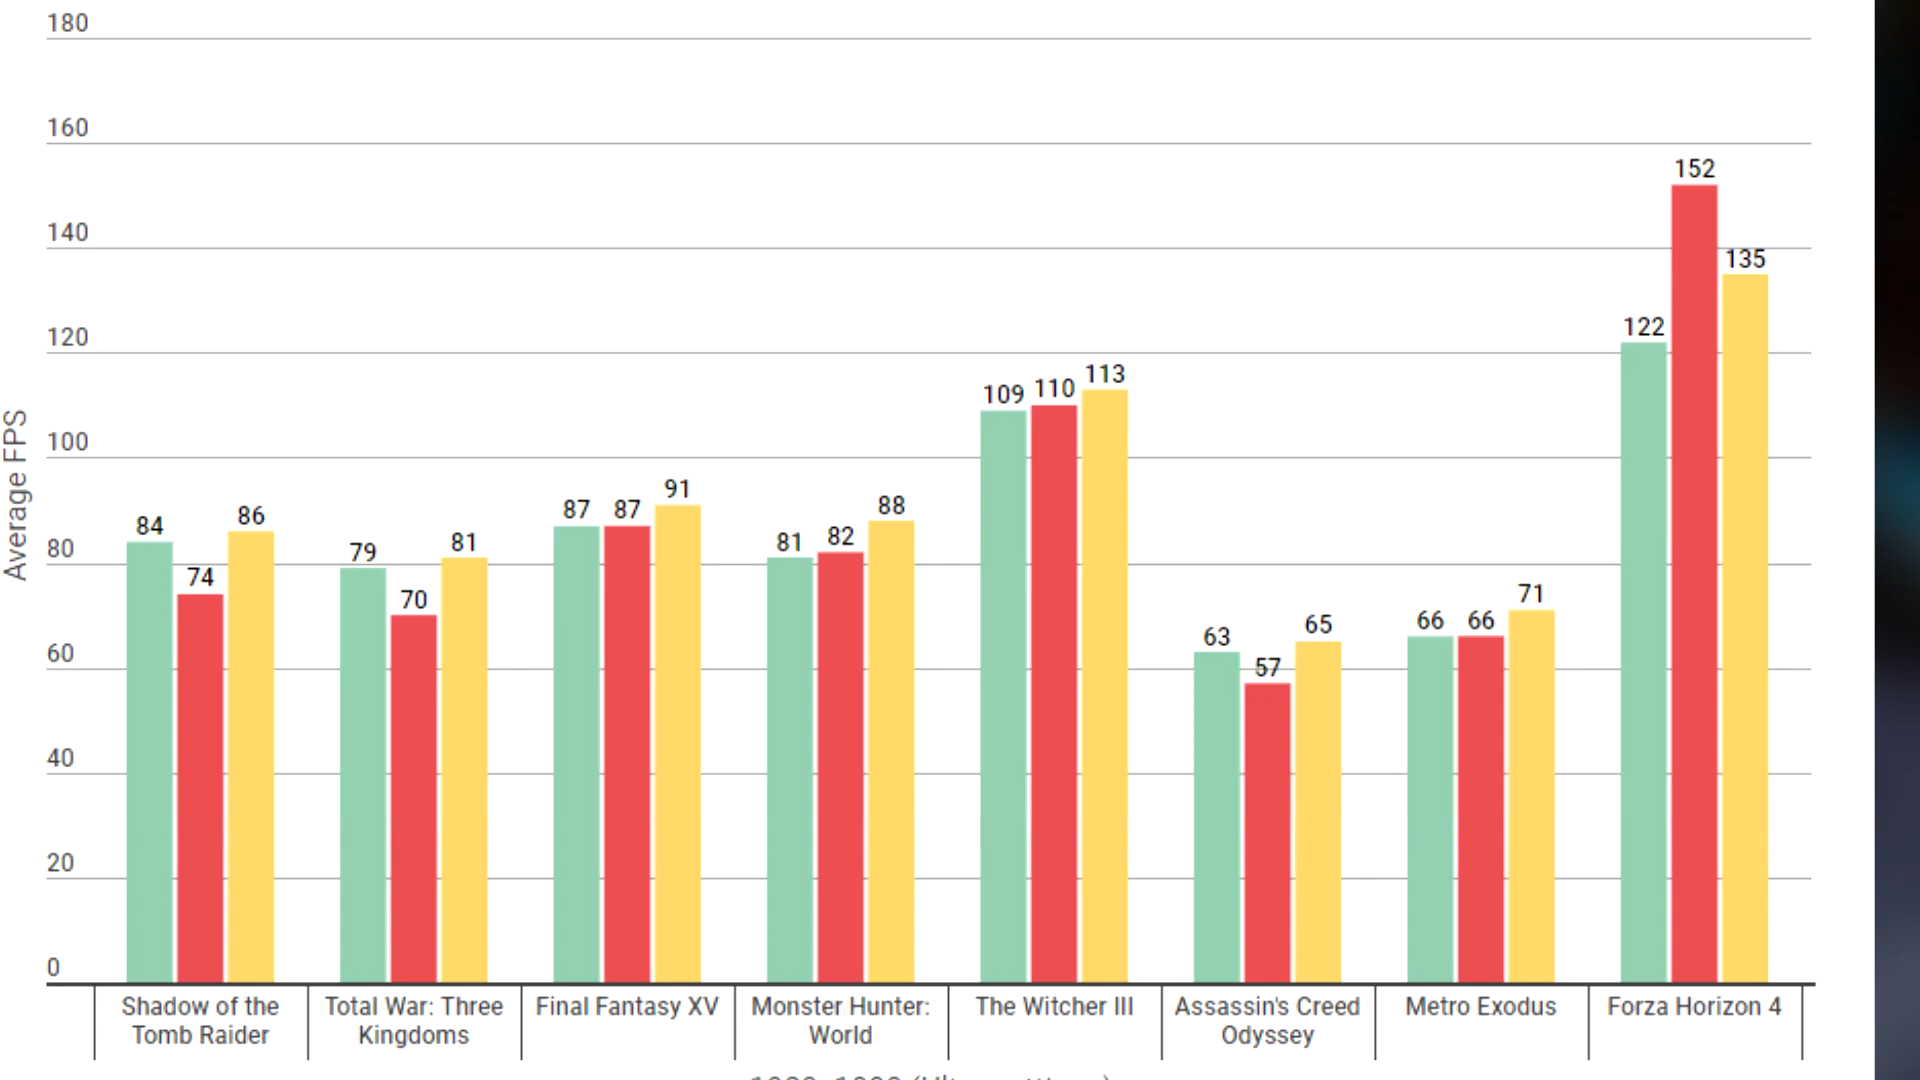 180
160
140
120
100
80
60
40
20
0
Average FPS
84
74
86
79
70
81
87
87
91
81
82
88
109
110
113
63
57
65
66
66
71
122
152
135
Shadow of the
Tomb Raider
Total War: Three
Kingdoms
Final Fantasy XV
Monster Hunter:
World
The Witcher III
Assassin's Creed
Odyssey
Metro Exodus
Forza Horizon 4